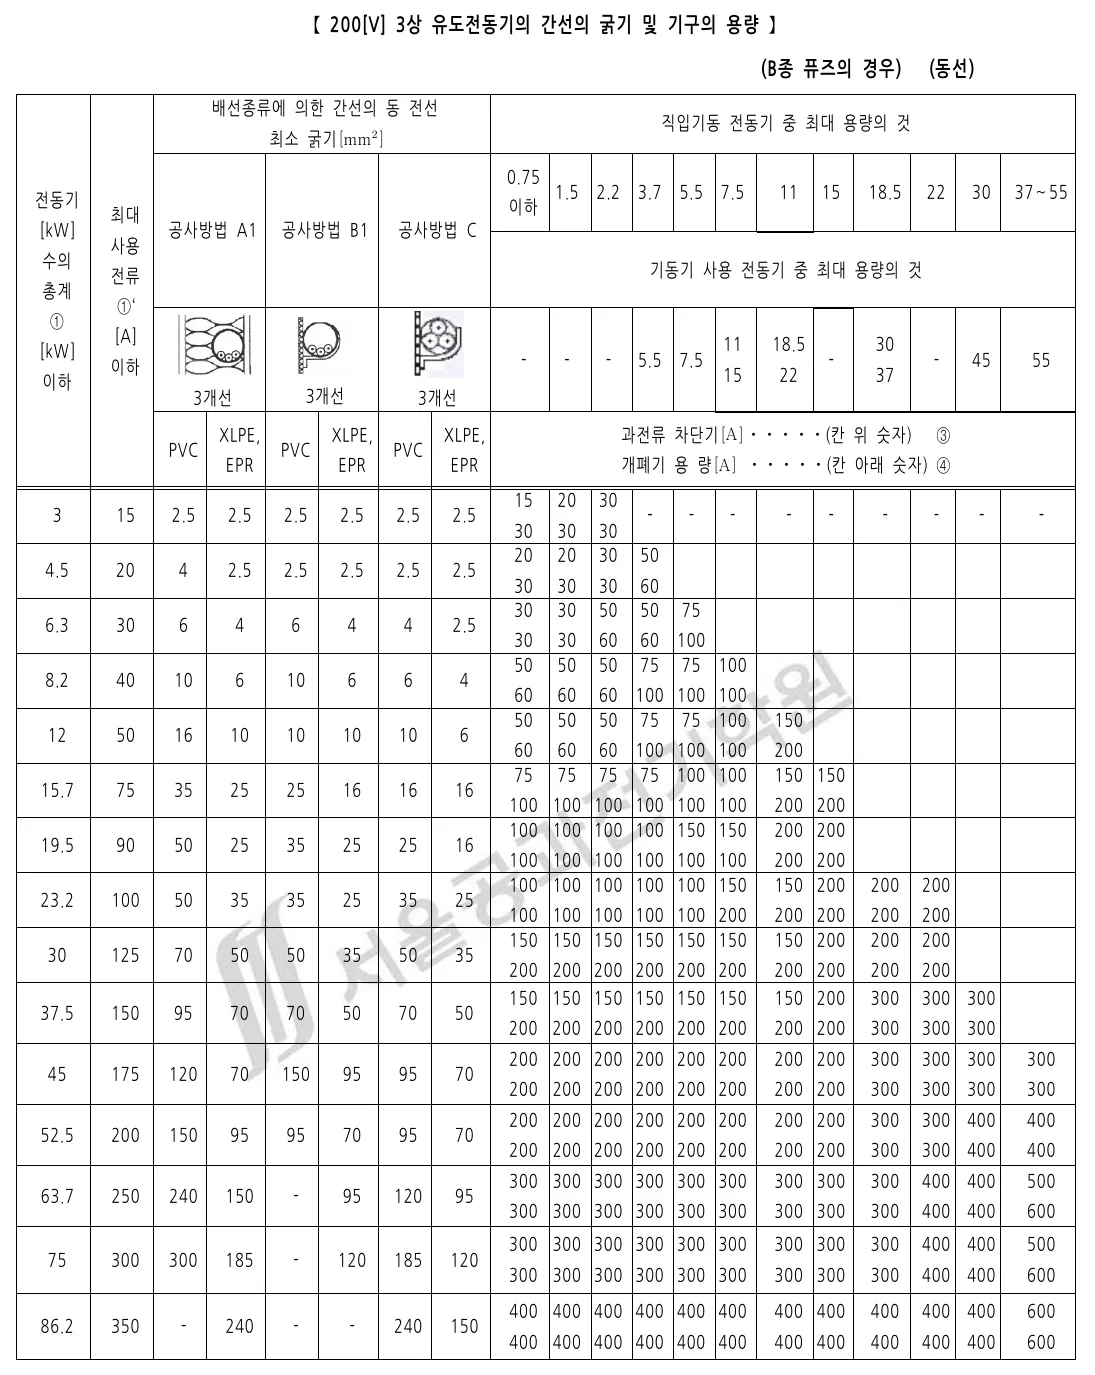 【 200[V] 3상 유도전동기의 간선의 굵기 및 기구의 용량 】
(B종 퓨즈의 경우) (동선)
전동기 [kW] 수의 총계 ① [kW] 이하
최대 사용 전류 ①‘ [A] 이하
배선종류에 의한 간선의 동 전선
최소 굵기[mm²]
직입기동 전동기 중 최대 용량의 것
공사방법 A1 공사방법 B1 공사방법 C
0.75 이하 1.5 2.2 3.7 5.5 7.5 11 15 18.5 22 30 37~55
기동기 사용 전동기 중 최대 용량의 것
3개선 3개선 3개선
- - - 5.5 7.5 11 15 18.5 22 - 30 37 - 45 55
PVC XLPE, EPR PVC XLPE, EPR PVC XLPE, EPR
과전류 차단기[A]·····(칸 위 숫자) ③
개폐기 용 량[A] ·····(칸 아래 숫자) ④
3 15 2.5 2.5 2.5 2.5 2.5 2.5
15 20 30 - - - - - - - - -
30 30 30
4.5 20 4 2.5 2.5 2.5 2.5 2.5
20 20 30 50
30 30 30 60
6.3 30 6 4 6 4 4 2.5
30 30 50 50 75
30 30 60 60 100
8.2 40 10 6 10 6 6 4
50 50 50 75 75 100
60 60 60 100 100 100
12 50 16 10 10 10 10 6
50 50 50 75 75 100 150
60 60 60 100 100 100 200
15.7 75 35 25 25 16 16 16
75 75 75 75 100 100 150 150
100 100 100 100 100 100 200 200
19.5 90 50 25 35 25 25 16
100 100 100 100 150 150 200 200
100 100 100 100 100 100 200 200
23.2 100 50 35 35 25 35 25
100 100 100 100 100 150 150 200 200 200
100 100 100 100 100 200 200 200 200 200
30 125 70 50 50 35 50 35
150 150 150 150 150 150 150 200 200 200
200 200 200 200 200 200 200 200 200 200
37.5 150 95 70 70 50 70 50
150 150 150 150 150 150 150 200 300 300 300
200 200 200 200 200 200 200 200 300 300 300
45 175 120 70 150 95 95 70
200 200 200 200 200 200 200 200 300 300 300 300
200 200 200 200 200 200 200 200 300 300 300 300
52.5 200 150 95 95 70 95 70
200 200 200 200 200 200 200 200 300 300 400 400
200 200 200 200 200 200 200 200 300 300 400 400
63.7 250 240 150 - 95 120 95
300 300 300 300 300 300 300 300 300 400 400 500
300 300 300 300 300 300 300 300 300 400 400 600
75 300 300 185 - 120 185 120
300 300 300 300 300 300 300 300 300 400 400 500
300 300 300 300 300 300 300 300 300 400 400 600
86.2 350 - 240 - - 240 150
400 400 400 400 400 400 400 400 400 400 400 600
400 400 400 400 400 400 400 400 400 400 400 600
서울공과전기학원